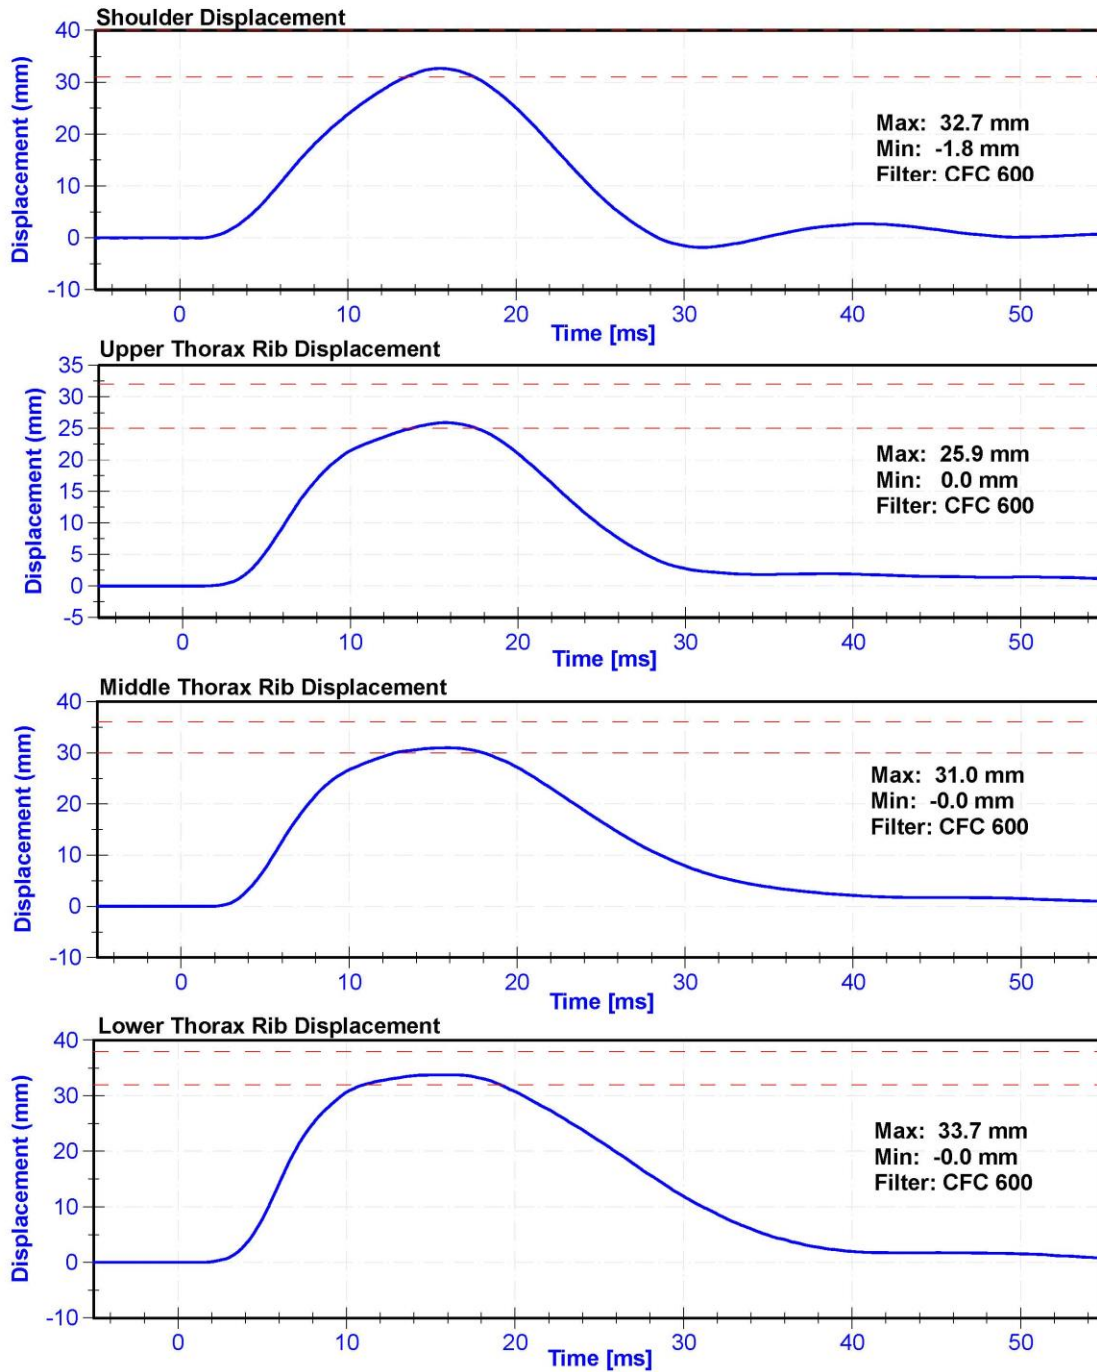 Shoulder Displacement
Displacement (mm)
40
30
20
10
0
-10
Max: 32.7 mm
Min: -1.8 mm
Filter: CFC 600
0 10 20 30 40 50
Time [ms]
Upper Thorax Rib Displacement
Displacement (mm)
35
30
25
20
15
10
5
0
-5
Max: 25.9 mm
Min: 0.0 mm
Filter: CFC 600
0 10 20 30 40 50
Time [ms]
Middle Thorax Rib Displacement
Displacement (mm)
40
30
20
10
0
-10
Max: 31.0 mm
Min: -0.0 mm
Filter: CFC 600
0 10 20 30 40 50
Time [ms]
Lower Thorax Rib Displacement
Displacement (mm)
40
30
20
10
0
-10
Max: 33.7 mm
Min: -0.0 mm
Filter: CFC 600
0 10 20 30 40 50
Time [ms]